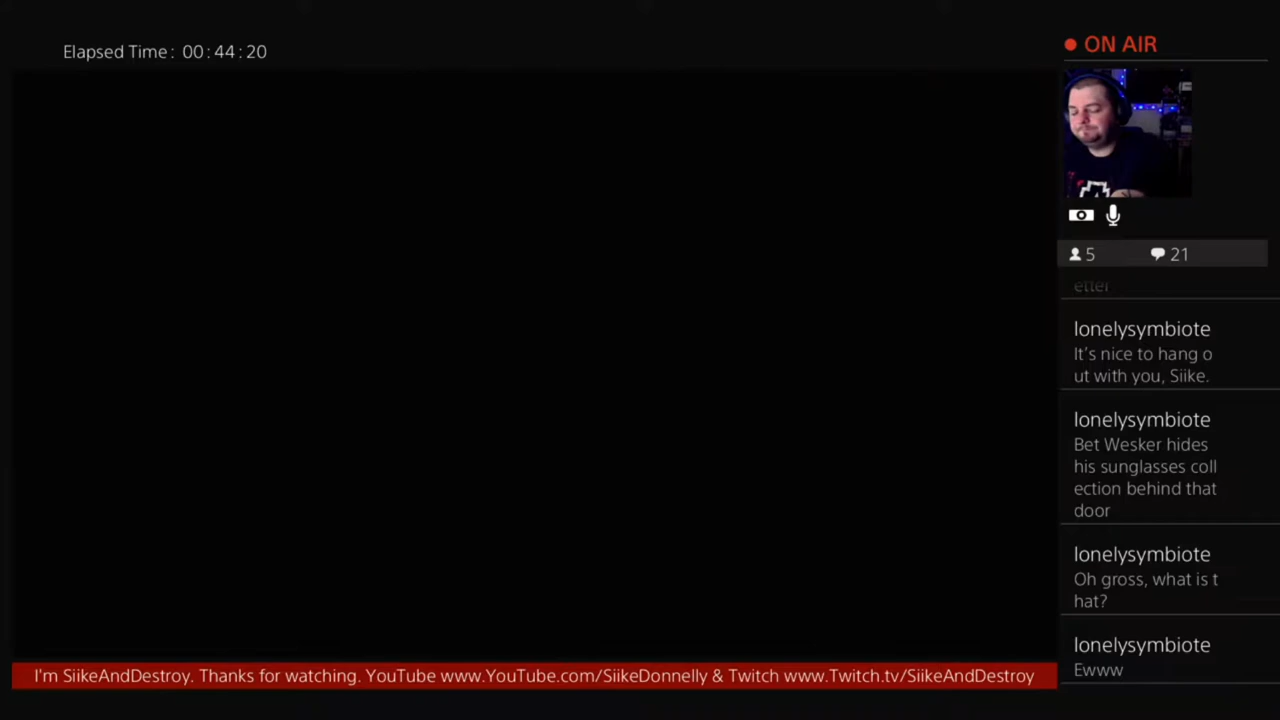 Elapsed Time: 00:44:20
ON AIR
5 21
etter
lonelysymbiote
It's nice to hang o
ut with you, Siike.
lonelysymbiote
Bet Wesker hides
his sunglasses coll
ection behind that
door
lonelysymbiote
Oh gross, what is t
hat?
lonelysymbiote
Ewww
I'm SiikeAndDestroy. Thanks for watching. YouTube www.YouTube.com/SiikeDonnelly & Twitch www.Twitch.tv/SiikeAndDestroy